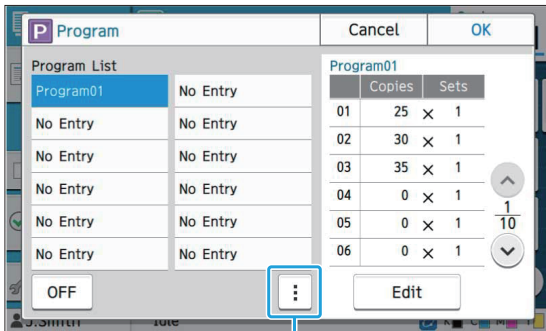 P Program
Cancel
OK
Program List
Program01 No Entry
No Entry No Entry
No Entry No Entry
No Entry No Entry
No Entry No Entry
No Entry No Entry
Program01
Copies Sets
01 25 × 1
02 30 × 1
03 35 × 1
04 0 × 1
05 0 × 1
06 0 × 1
1
10
OFF
Edit
J.Smith Idle